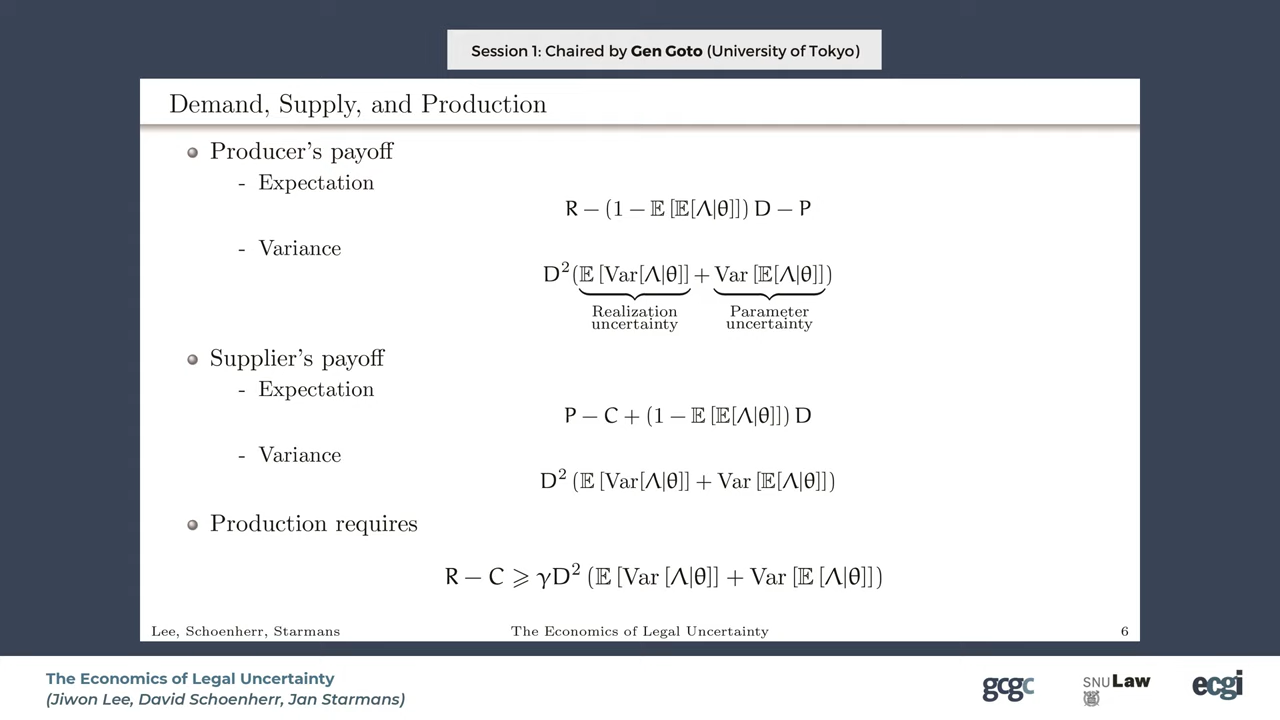 Session 1: Chaired by Gen Goto (University of Tokyo)
Demand, Supply, and Production
Producer's payoff
- Expectation
R − (1 − 𝔼 [𝔼[Λ|θ]]) D − P
- Variance
D²(𝔼 [Var[Λ|θ]] + Var [𝔼[Λ|θ]])
Realization Parameter
uncertainty uncertainty
Supplier's payoff
- Expectation
P − C + (1 − 𝔼 [𝔼[Λ|θ]]) D
- Variance
D² (𝔼 [Var[Λ|θ]] + Var [𝔼[Λ|θ]])
Production requires
R − C ⩾ γD² (𝔼 [Var [Λ|θ]] + Var [𝔼 [Λ|θ]])
Lee, Schoenherr, Starmans The Economics of Legal Uncertainty 6
The Economics of Legal Uncertainty
(Jiwon Lee, David Schoenherr, Jan Starmans)
gcgc SNU Law ecgi